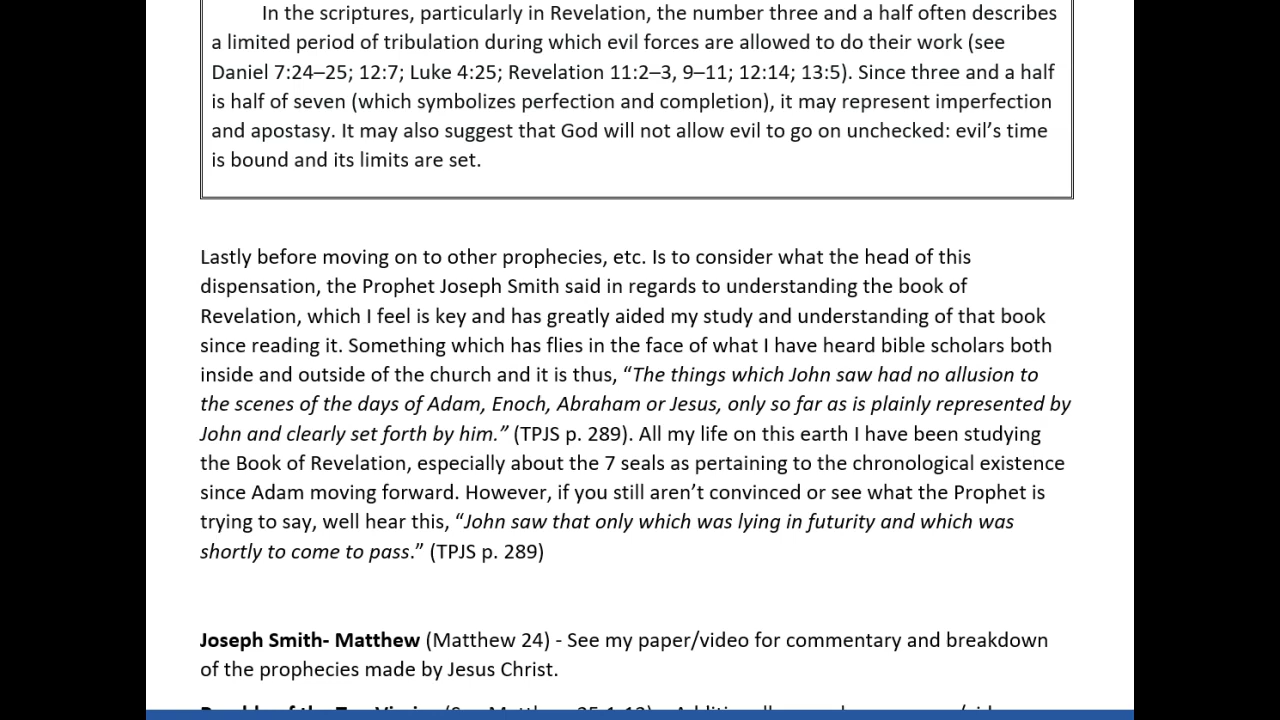 In the scriptures, particularly in Revelation, the number three and a half often describes
a limited period of tribulation during which evil forces are allowed to do their work (see
Daniel 7:24–25; 12:7; Luke 4:25; Revelation 11:2–3, 9–11; 12:14; 13:5). Since three and a half
is half of seven (which symbolizes perfection and completion), it may represent imperfection
and apostasy. It may also suggest that God will not allow evil to go on unchecked: evil’s time
is bound and its limits are set.
Lastly before moving on to other prophecies, etc. Is to consider what the head of this
dispensation, the Prophet Joseph Smith said in regards to understanding the book of
Revelation, which I feel is key and has greatly aided my study and understanding of that book
since reading it. Something which has flies in the face of what I have heard bible scholars both
inside and outside of the church and it is thus, “The things which John saw had no allusion to
the scenes of the days of Adam, Enoch, Abraham or Jesus, only so far as is plainly represented by
John and clearly set forth by him.” (TPJS p. 289). All my life on this earth I have been studying
the Book of Revelation, especially about the 7 seals as pertaining to the chronological existence
since Adam moving forward. However, if you still aren’t convinced or see what the Prophet is
trying to say, well hear this, “John saw that only which was lying in futurity and which was
shortly to come to pass.” (TPJS p. 289)
Joseph Smith- Matthew (Matthew 24) - See my paper/video for commentary and breakdown
of the prophecies made by Jesus Christ.